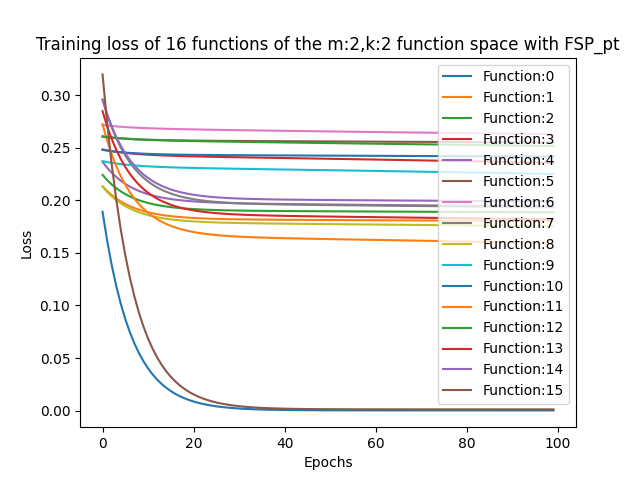 Training loss of 16 functions of the m:2,k:2 function space with FSP_pt
0.30
0.25
0.20
0.15
0.10
0.05
0.00
Loss
0
20
40
60
80
100
Epochs
Function:0
Function:1
Function:2
Function:3
Function:4
Function:5
Function:6
Function:7
Function:8
Function:9
Function:10
Function:11
Function:12
Function:13
Function:14
Function:15